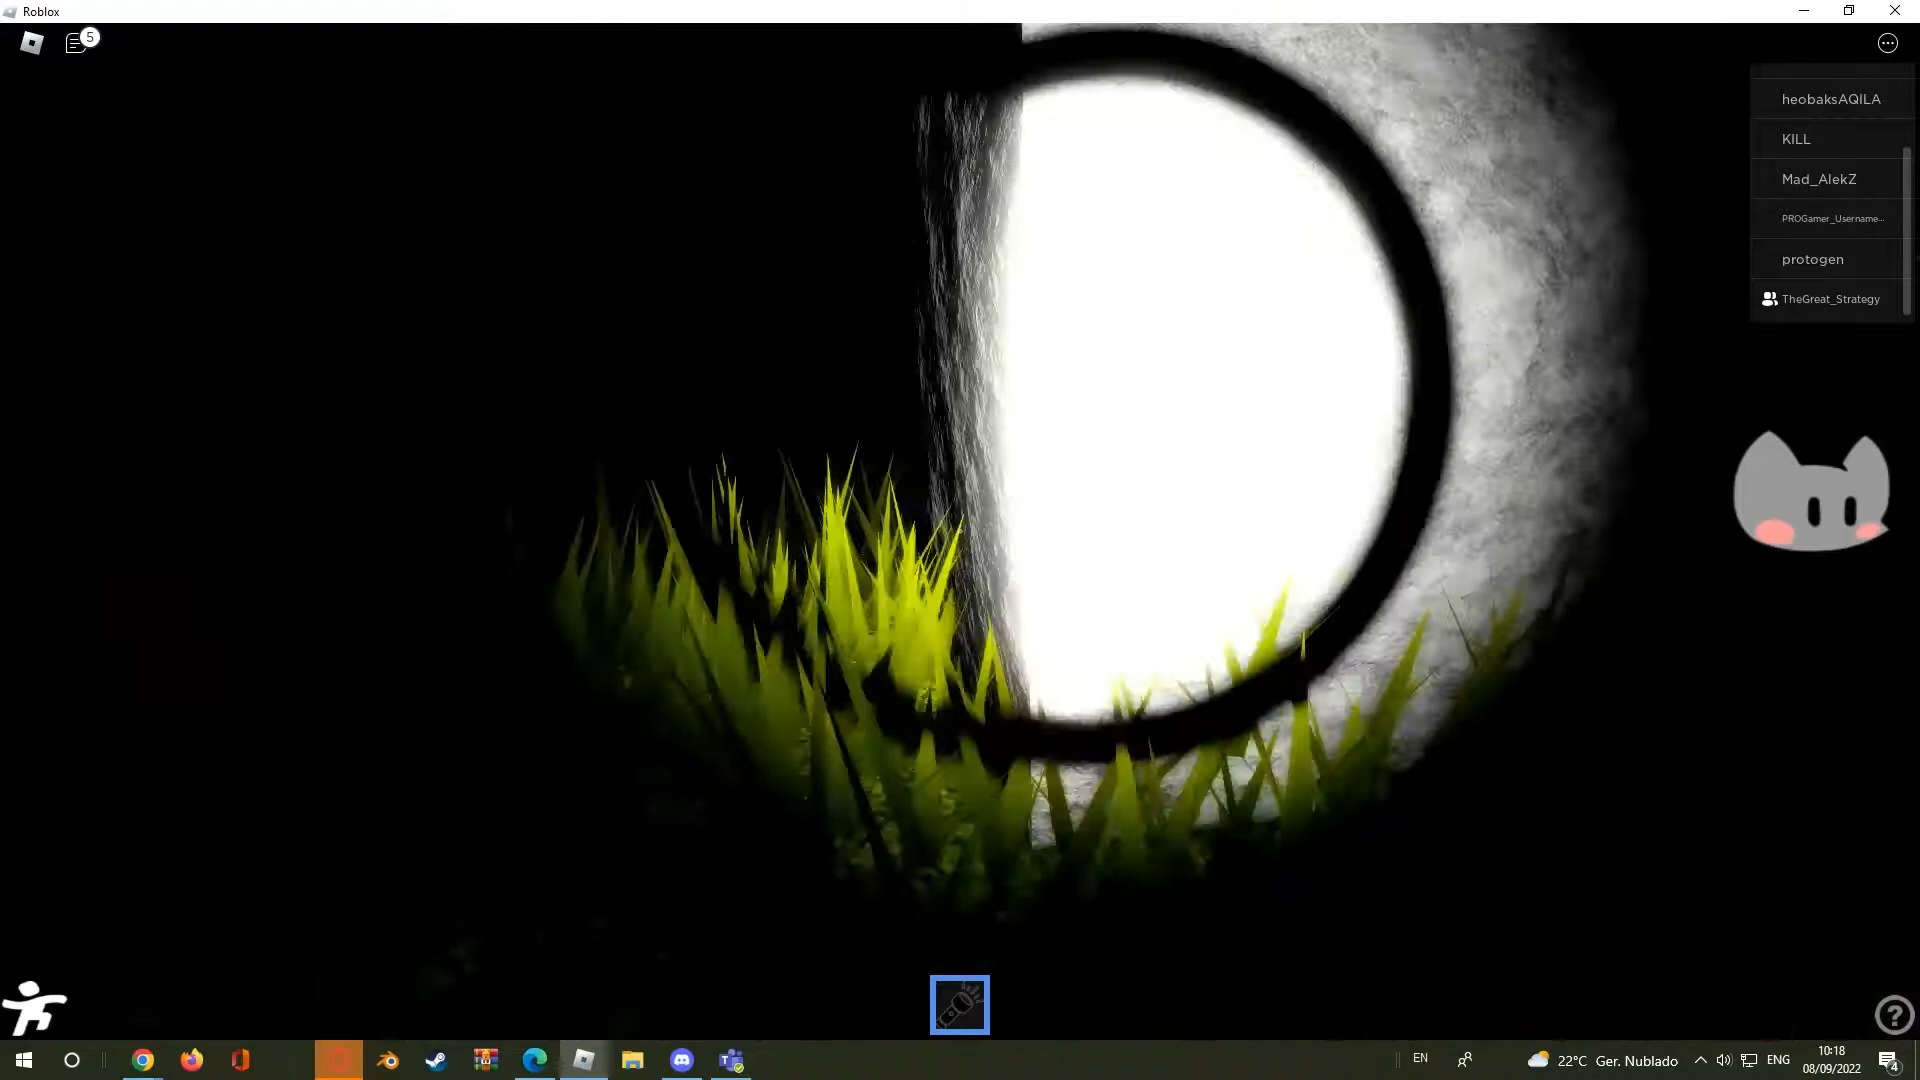 Roblox
5
heobaksAQILA
KILL
Mad_AlekZ
PROGamer_Username...
protogen
TheGreat_Strategy
?
EN
22°C Ger. Nublado
ENG
10:18
08/09/2022
4